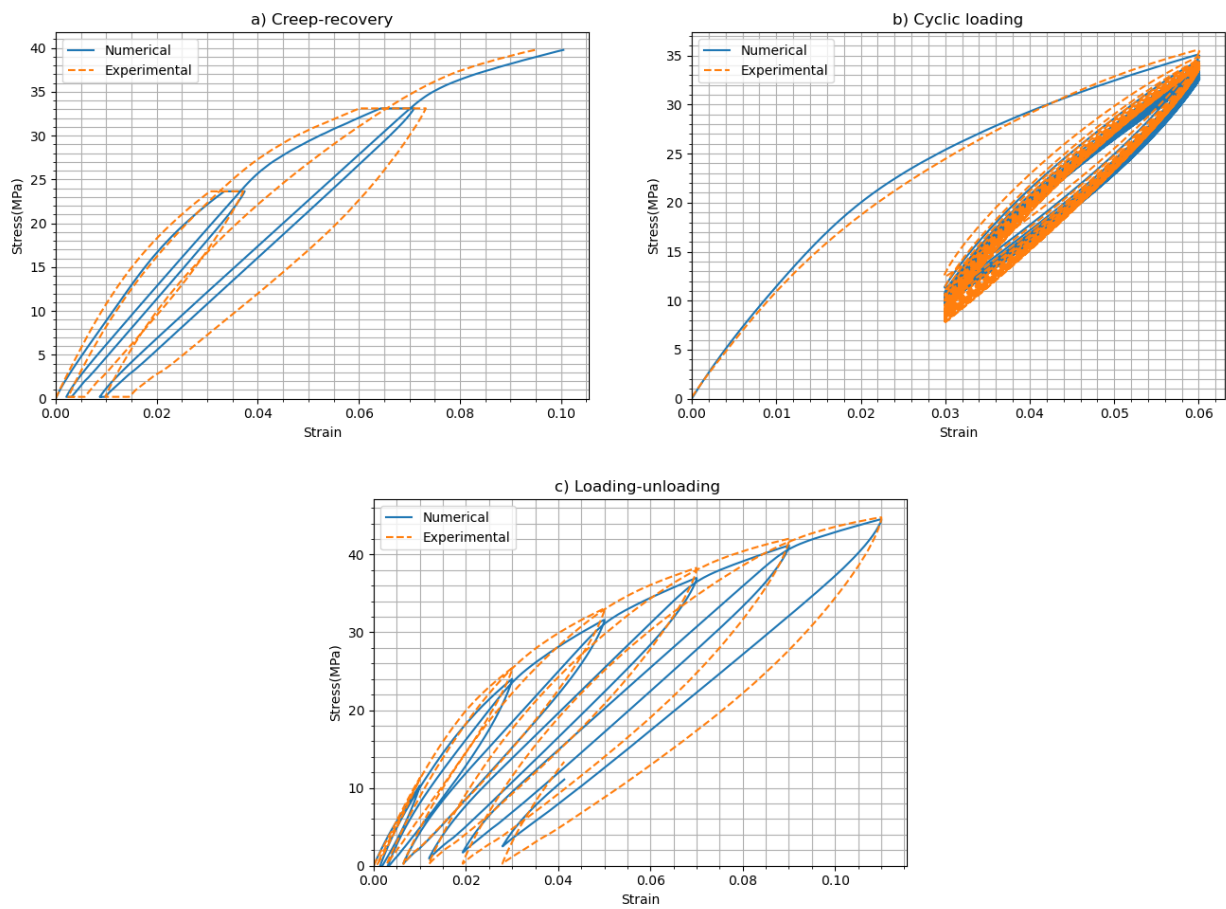 a) Creep-recovery
40
35
30
25
20
15
10
5
0
Stress(MPa)
Numerical
Experimental
0.00 0.02 0.04 0.06 0.08 0.10
Strain
b) Cyclic loading
35
30
25
20
15
10
5
0
Stress(MPa)
Numerical
Experimental
0.00 0.01 0.02 0.03 0.04 0.05 0.06
Strain
c) Loading-unloading
40
30
20
10
0
Stress(MPa)
Numerical
Experimental
0.00 0.02 0.04 0.06 0.08 0.10
Strain